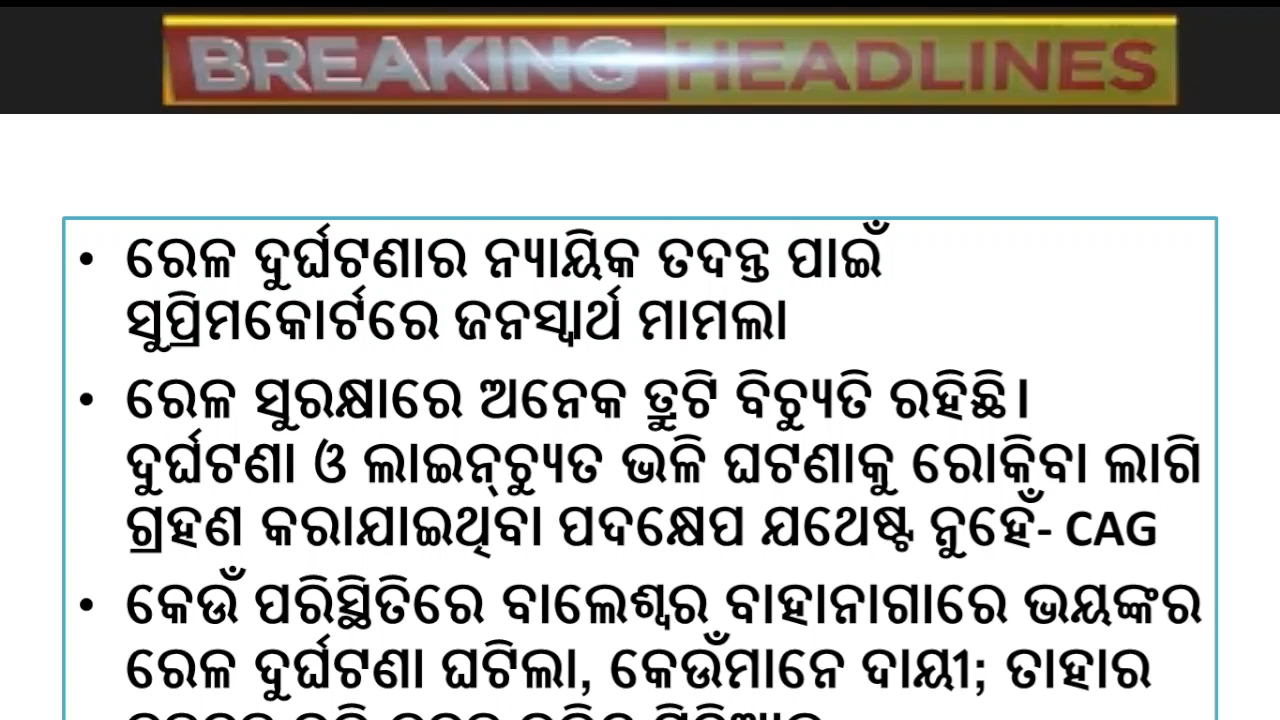 BREAKING HEADLINES
• ରେଳ ଦୁର୍ଘଟଣାର ନ୍ୟାୟିକ ତଦନ୍ତ ପାଇଁ
ସୁପ୍ରିମକୋର୍ଟରେ ଜନସ୍ୱାର୍ଥ ମାମଲା
• ରେଳ ସୁରକ୍ଷାରେ ଅନେକ ତ୍ରୁଟି ବିଚ୍ୟୁତି ରହିଛି।
ଦୁର୍ଘଟଣା ଓ ଲାଇନ୍‌ଚ୍ୟୁତ ଭଳି ଘଟଣାକୁ ରୋକିବା ଲାଗି
ଗ୍ରହଣ କରାଯାଇଥିବା ପଦକ୍ଷେପ ଯଥେଷ୍ଟ ନୁହେଁ- CAG
• କେଉଁ ପରିସ୍ଥିତିରେ ବାଲେଶ୍ୱର ବାହାନାଗାରେ ଭୟଙ୍କର
ରେଳ ଦୁର୍ଘଟଣା ଘଟିଲା, କେଉଁମାନେ ଦାୟୀ; ତାହାର